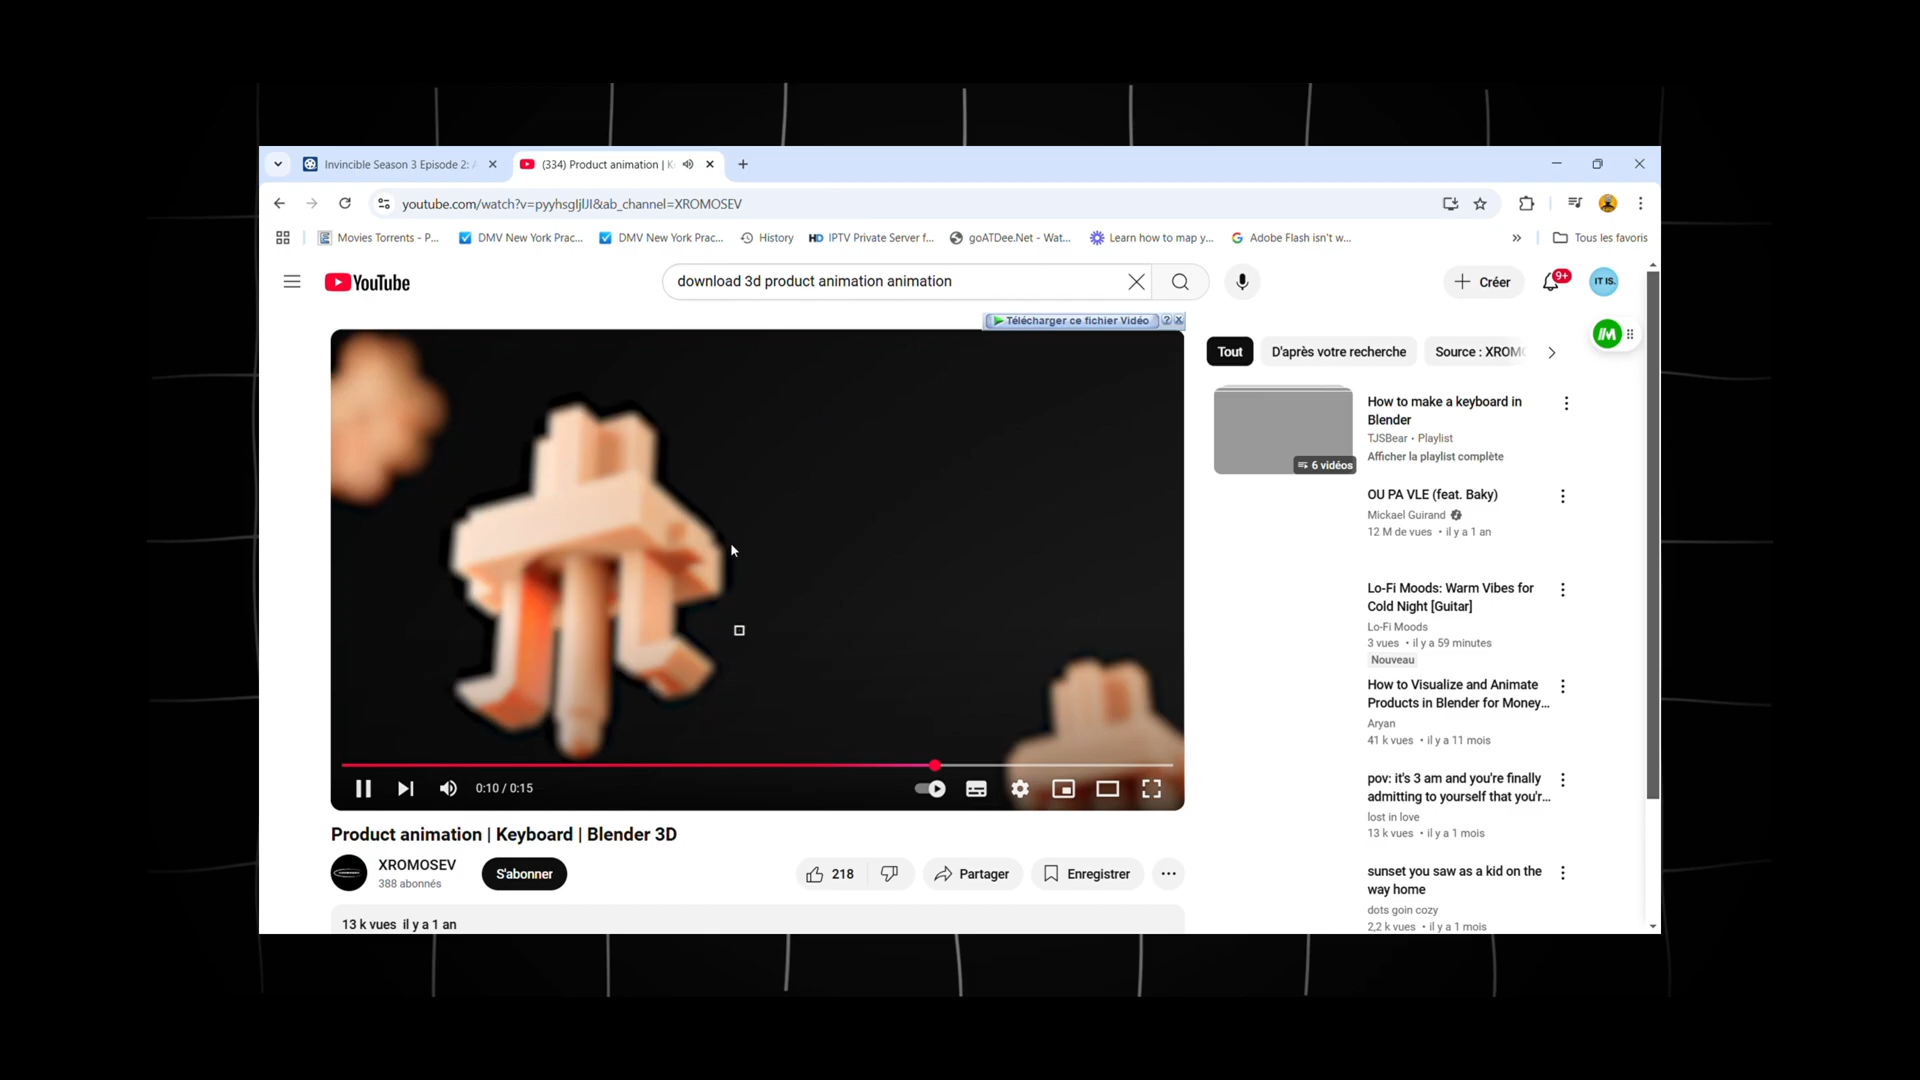 Invincible Season 3 Episode 2:
(334) Product animation | K
youtube.com/watch?v=pyyhsgIjlJI&ab_channel=XROMOSEV
Movies Torrents - P...
DMV New York Prac...
DMV New York Prac...
History
HD IPTV Private Server f...
goATDee.Net - Wat...
Learn how to map y...
Adobe Flash isn't w...
Tous les favoris
YouTube
download 3d product animation animation
Créer
9+
IT IS.
Télécharger ce fichier Vidéo
?
Tout
D'après votre recherche
Source : XROM
How to make a keyboard in
Blender
TJSBear • Playlist
Afficher la playlist complète
6 vidéos
OU PA VLE (feat. Baky)
Mickael Guirand
12 M de vues • il y a 1 an
Lo-Fi Moods: Warm Vibes for
Cold Night [Guitar]
Lo-Fi Moods
3 vues • il y a 59 minutes
Nouveau
How to Visualize and Animate
Products in Blender for Money...
Aryan
41 k vues • il y a 11 mois
pov: it's 3 am and you're finally
admitting to yourself that you'r...
lost in love
13 k vues • il y a 1 mois
sunset you saw as a kid on the
way home
dots goin cozy
2,2 k vues • il y a 1 mois
0:10 / 0:15
Product animation | Keyboard | Blender 3D
XROMOSEV
388 abonnés
S'abonner
218
Partager
Enregistrer
13 k vues il y a 1 an